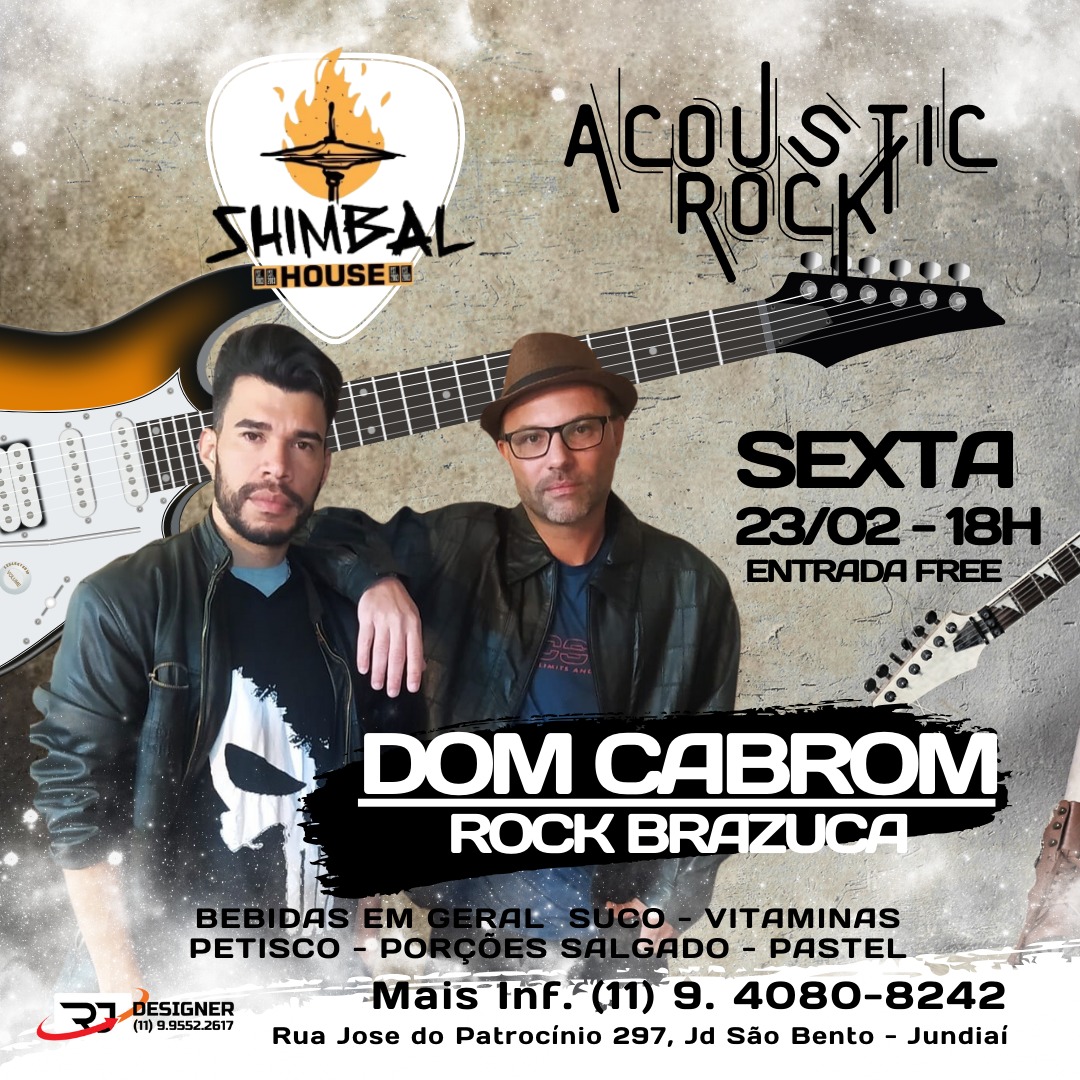 SHIMBAL
HOUSE
ACOUSTIC
ROCK
SEXTA
23/02 - 18H
ENTRADA FREE
DOM CABROM
ROCK BRAZUCA
BEBIDAS EM GERAL SUCO - VITAMINAS
PETISCO - PORÇÕES SALGADO - PASTEL
Mais Inf. (11) 9. 4080-8242
Rua Jose do Patrocínio 297, Jd São Bento - Jundiaí
RJ DESIGNER
(11) 9.9552.2617
VOLUME